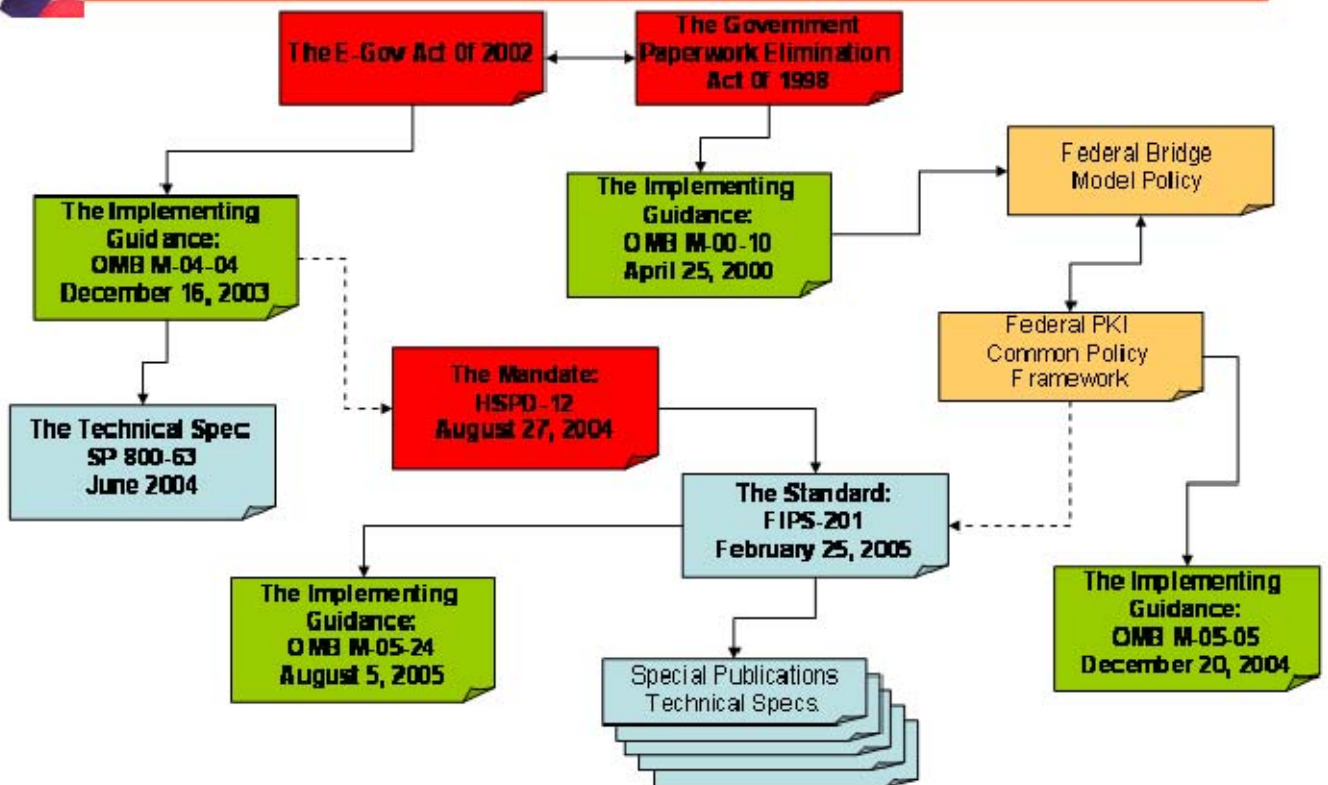 The E-Gov Act 0f 2002
The Government
Paperwork Elimination
Act 0f 1998
Federal Bridge
Model Policy
The Implementing
Guidance:
OMB M-04-04
December 16, 2003
The Implementing
Guidance:
OMB M-00-10
April 25, 2000
Federal PKI
Common Policy
Framework
The Mandate:
HSPD-12
August 27, 2004
The Technical Spec:
SP 800-63
June 2004
The Standard:
FIPS-201
February 25, 2005
The Implementing
Guidance:
OMB M-05-24
August 5, 2005
The Implementing
Guidance:
OMB M-05-05
December 20, 2004
Special Publications
Technical Specs.